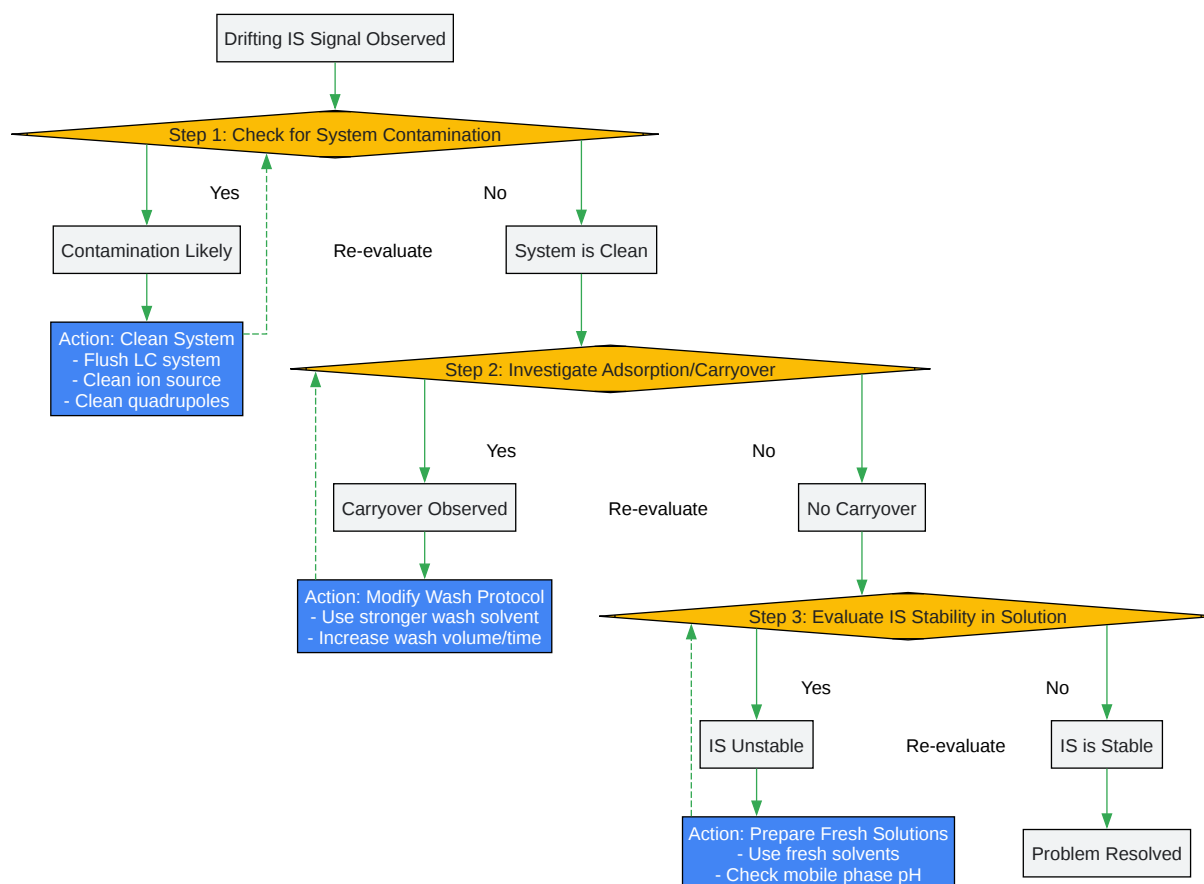 Drifting IS Signal Observed
Step 1: Check for System Contamination
Yes
No
Contamination Likely
Re-evaluate
System is Clean
Action: Clean System
- Flush LC system
- Clean ion source
- Clean quadrupoles
Step 2: Investigate Adsorption/Carryover
Yes
No
Carryover Observed
Re-evaluate
No Carryover
Action: Modify Wash Protocol
- Use stronger wash solvent
- Increase wash volume/time
Step 3: Evaluate IS Stability in Solution
Yes
No
IS Unstable
Re-evaluate
IS is Stable
Action: Prepare Fresh Solutions
- Use fresh solvents
- Check mobile phase pH
Problem Resolved